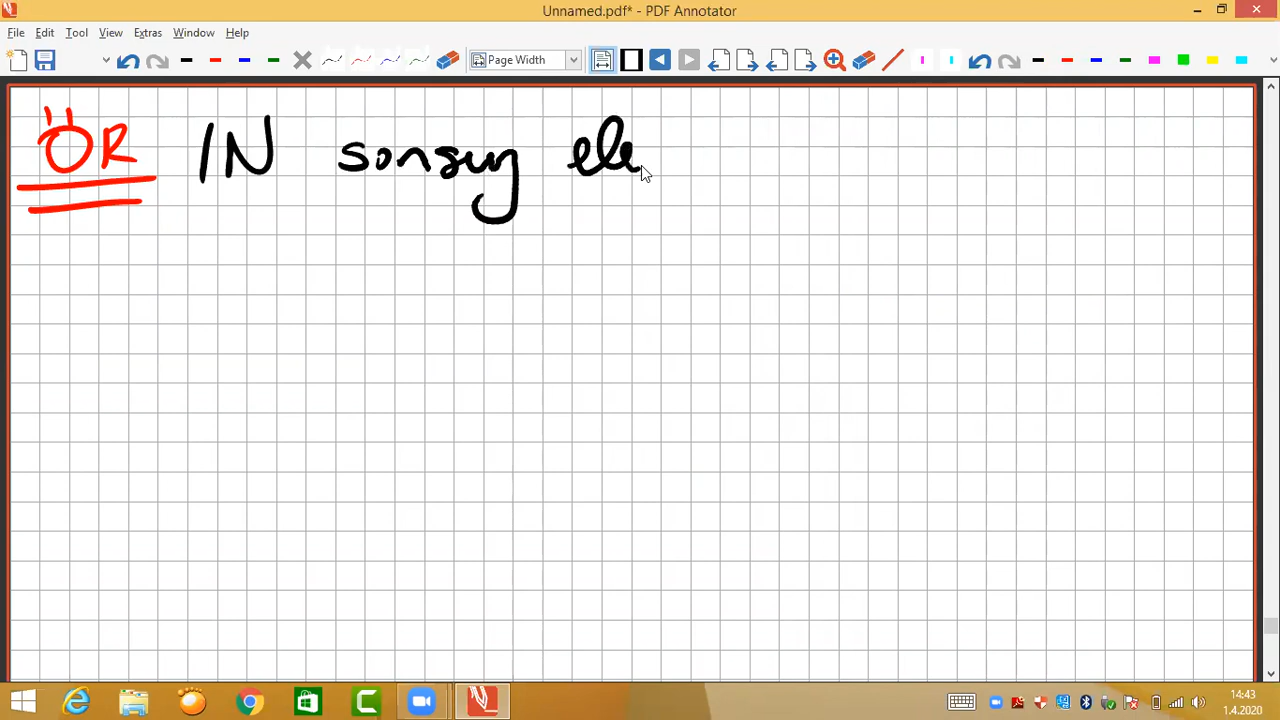 Unnamed.pdf* - PDF Annotator
File Edit Tool View Extras Window Help
Page Width
ÖR IN sonsuz ele
14:43
1.4.2020